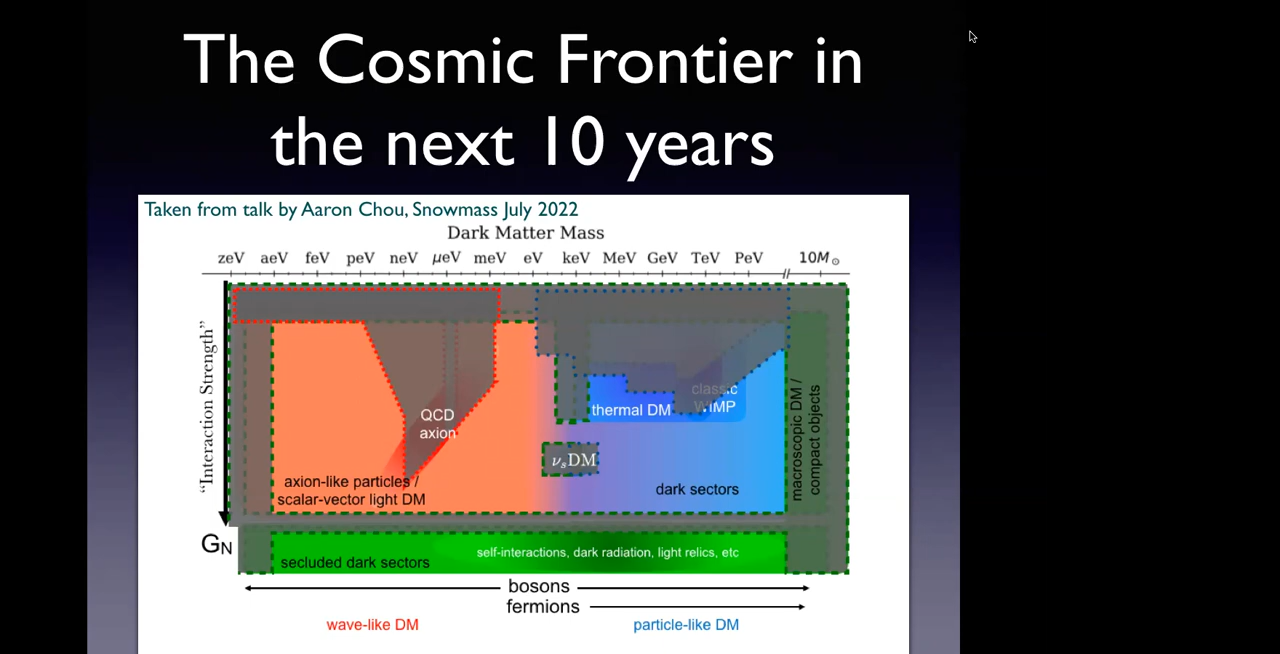 The Cosmic Frontier in
the next 10 years
Taken from talk by Aaron Chou, Snowmass July 2022
Dark Matter Mass
zeV aeV feV peV neV μeV meV eV keV MeV GeV TeV PeV 10M☉
"Interaction Strength"
G_N
QCD
axion
axion-like particles /
scalar-vector light DM
thermal DM
classic
WIMP
ν_sDM
dark sectors
macroscopic DM /
compact objects
secluded dark sectors
self-interactions, dark radiation, light relics, etc
bosons
fermions
wave-like DM
particle-like DM